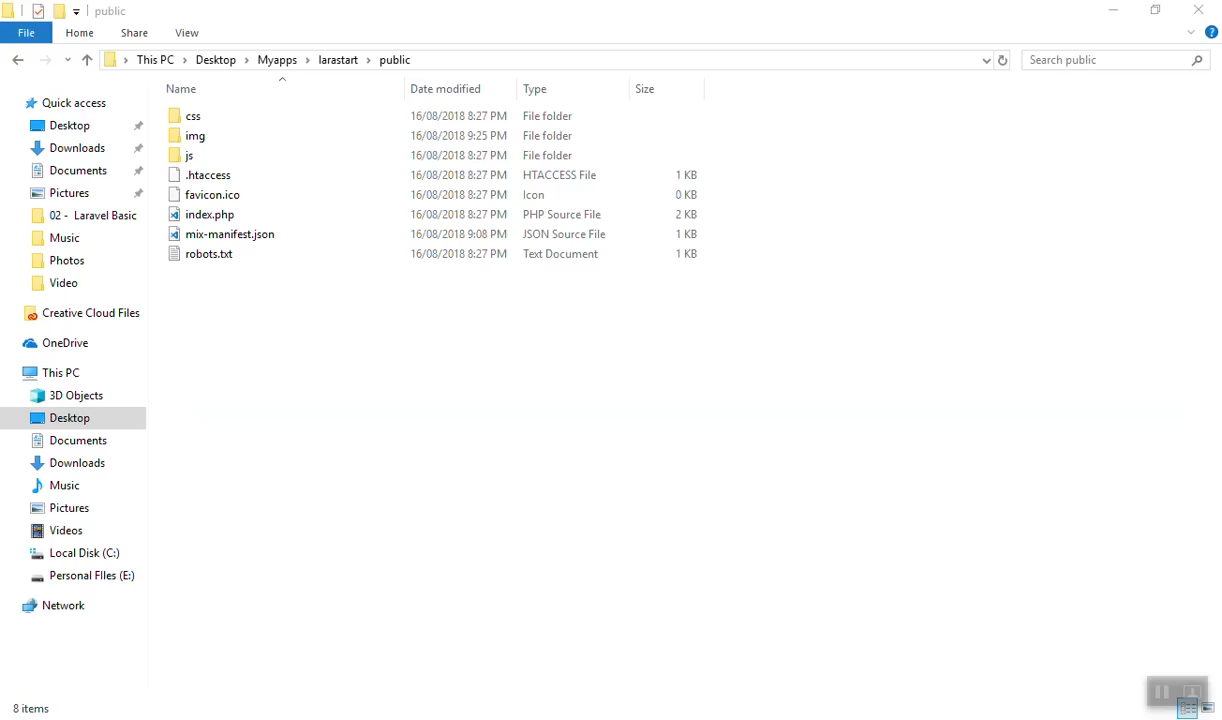 public
File Home Share View
This PC Desktop Myapps larastart public
Search public
Name Date modified Type Size
css 16/08/2018 8:27 PM File folder
img 16/08/2018 9:25 PM File folder
js 16/08/2018 8:27 PM File folder
.htaccess 16/08/2018 8:27 PM HTACCESS File 1 KB
favicon.ico 16/08/2018 8:27 PM Icon 0 KB
index.php 16/08/2018 8:27 PM PHP Source File 2 KB
mix-manifest.json 16/08/2018 9:08 PM JSON Source File 1 KB
robots.txt 16/08/2018 8:27 PM Text Document 1 KB
Quick access
Desktop
Downloads
Documents
Pictures
02 - Laravel Basic
Music
Photos
Video
Creative Cloud Files
OneDrive
This PC
3D Objects
Desktop
Documents
Downloads
Music
Pictures
Videos
Local Disk (C:)
Personal FIles (E:)
Network
8 items